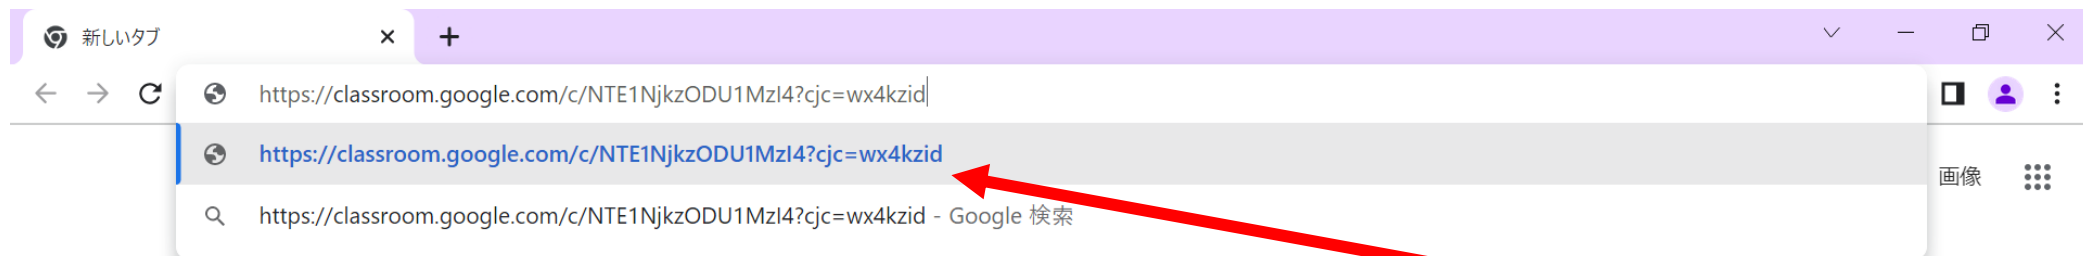 新しいタブ
https://classroom.google.com/c/NTE1NjkzODU1MzI4?cjc=wx4kzid
https://classroom.google.com/c/NTE1NjkzODU1MzI4?cjc=wx4kzid
画像
https://classroom.google.com/c/NTE1NjkzODU1MzI4?cjc=wx4kzid - Google 検索